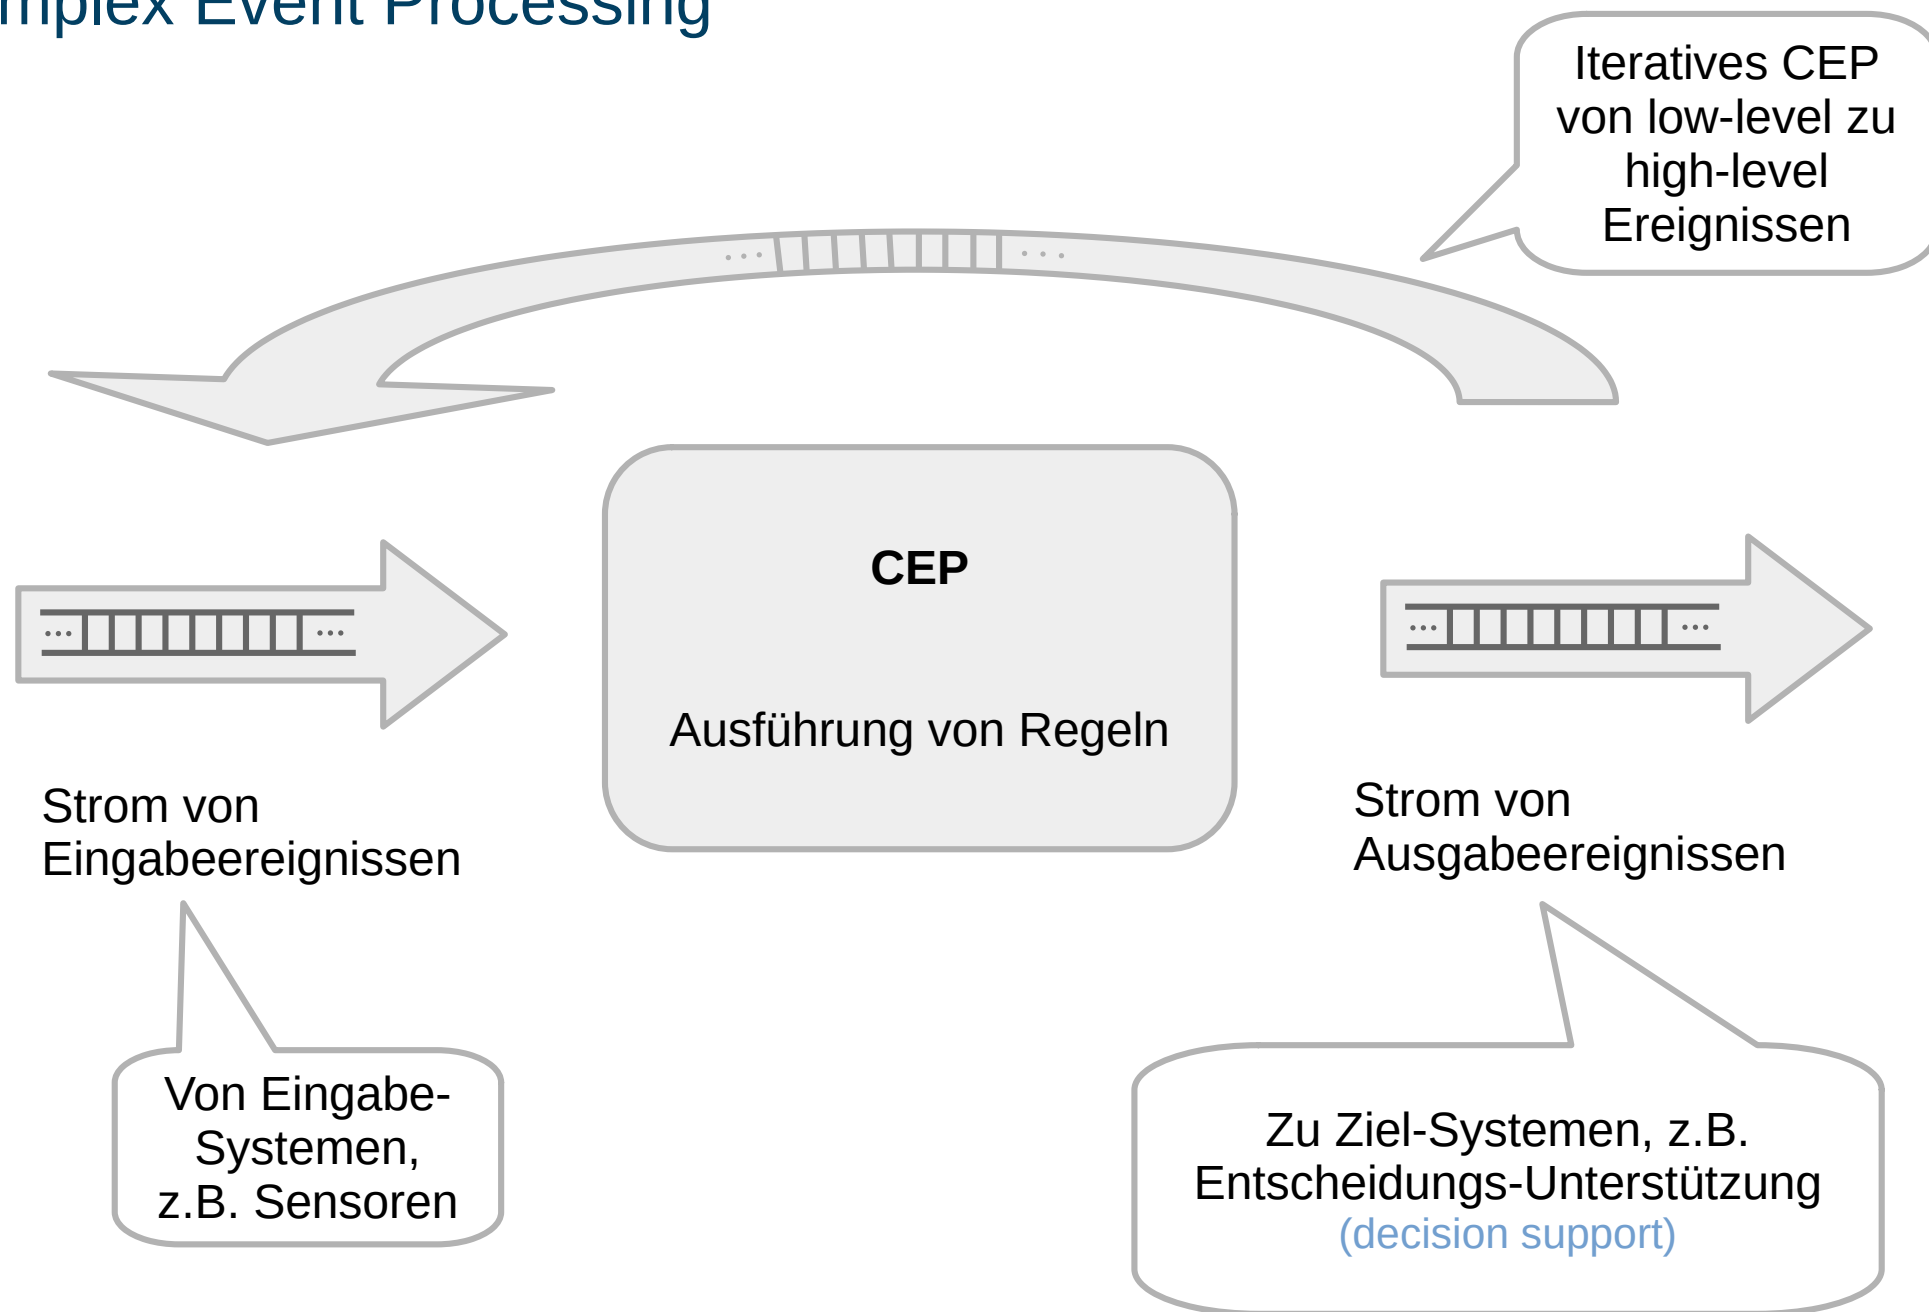 mplex Event Processing
Iteratives CEP
von low-level zu
high-level
Ereignissen
CEP
Ausführung von Regeln
Strom von
Eingabeereignissen
Strom von
Ausgabeereignissen
Von Eingabe-
Systemen,
z.B. Sensoren
Zu Ziel-Systemen, z.B.
Entscheidungs-Unterstützung
(decision support)